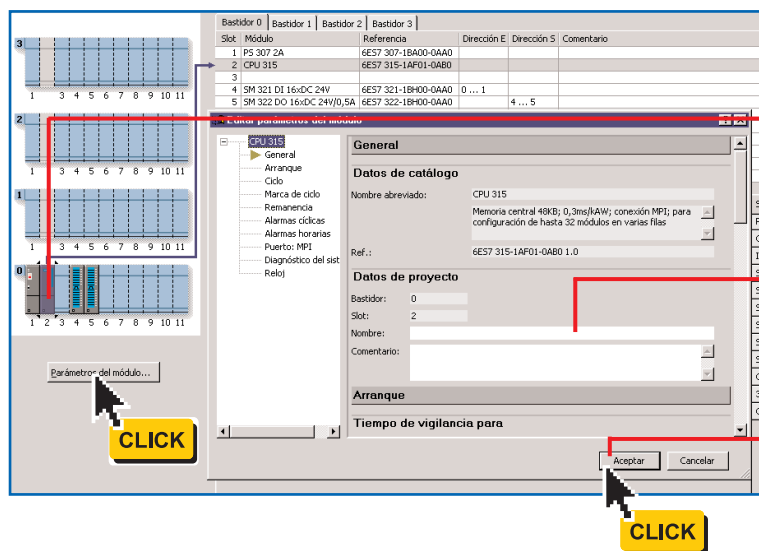 Bastidor 0 Bastidor 1 Bastidor 2 Bastidor 3
Slot Módulo Referencia Dirección E Dirección S Comentario
1 PS 307 2A 6ES7 307-1BA00-0AA0
2 CPU 315 6ES7 315-1AF01-0AB0
3
4 SM 321 DI 16xDC 24V 6ES7 321-1BH00-0AA0 0 ... 1
5 SM 322 DO 16xDC 24V/0,5A 6ES7 322-1BH00-0AA0 4 ... 5
3
1 3 4 5 6 7 8 9 10 11
2
1 3 4 5 6 7 8 9 10 11
1
1 3 4 5 6 7 8 9 10 11
0
1 2 3 4 5 6 7 8 9 10 11
Parámetros del módulo...
CLICK
Editar parámetros del módulo
CPU 315
General
Arranque
Ciclo
Marca de ciclo
Remanencia
Alarmas cíclicas
Alarmas horarias
Puerto: MPI
Diagnóstico del sist
Reloj
General
Datos de catálogo
Nombre abreviado: CPU 315
Memoria central 48KB; 0,3ms/kAW; conexión MPI; para
configuración de hasta 32 módulos en varias filas
Ref.: 6ES7 315-1AF01-0AB0 1.0
Datos de proyecto
Bastidor: 0
Slot: 2
Nombre:
Comentario:
Arranque
Tiempo de vigilancia para
Aceptar Cancelar
CLICK